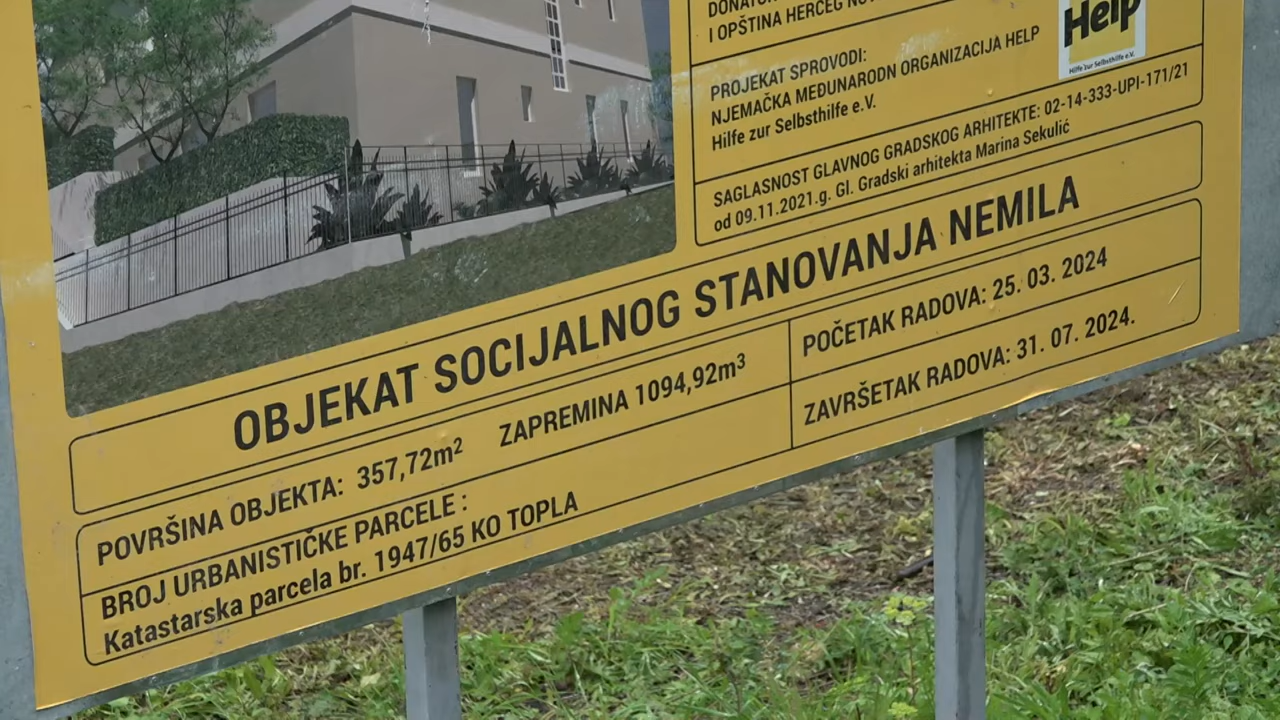 I OPŠTINA HERCEG
PROJEKAT SPROVODI:
NJEMAČKA MEĐUNARODN ORGANIZACIJA HELP
Hilfe zur Selbsthilfe e.V.
Help
Hilfe zur Selbsthilfe e.V.
SAGLASNOST GLAVNOG GRADSKOG ARHITEKTE: 02-14-333-UPI-171/21
od 09.11.2021.g. Gl. Gradski arhitekta Marina Sekulić
OBJEKAT SOCIJALNOG STANOVANJA NEMILA
POVRŠINA OBJEKTA: 357,72m² ZAPREMINA 1094,92m³
BROJ URBANISTIČKE PARCELE :
Katastarska parcela br. 1947/65 KO TOPLA
POČETAK RADOVA: 25. 03. 2024
ZAVRŠETAK RADOVA: 31. 07. 2024.